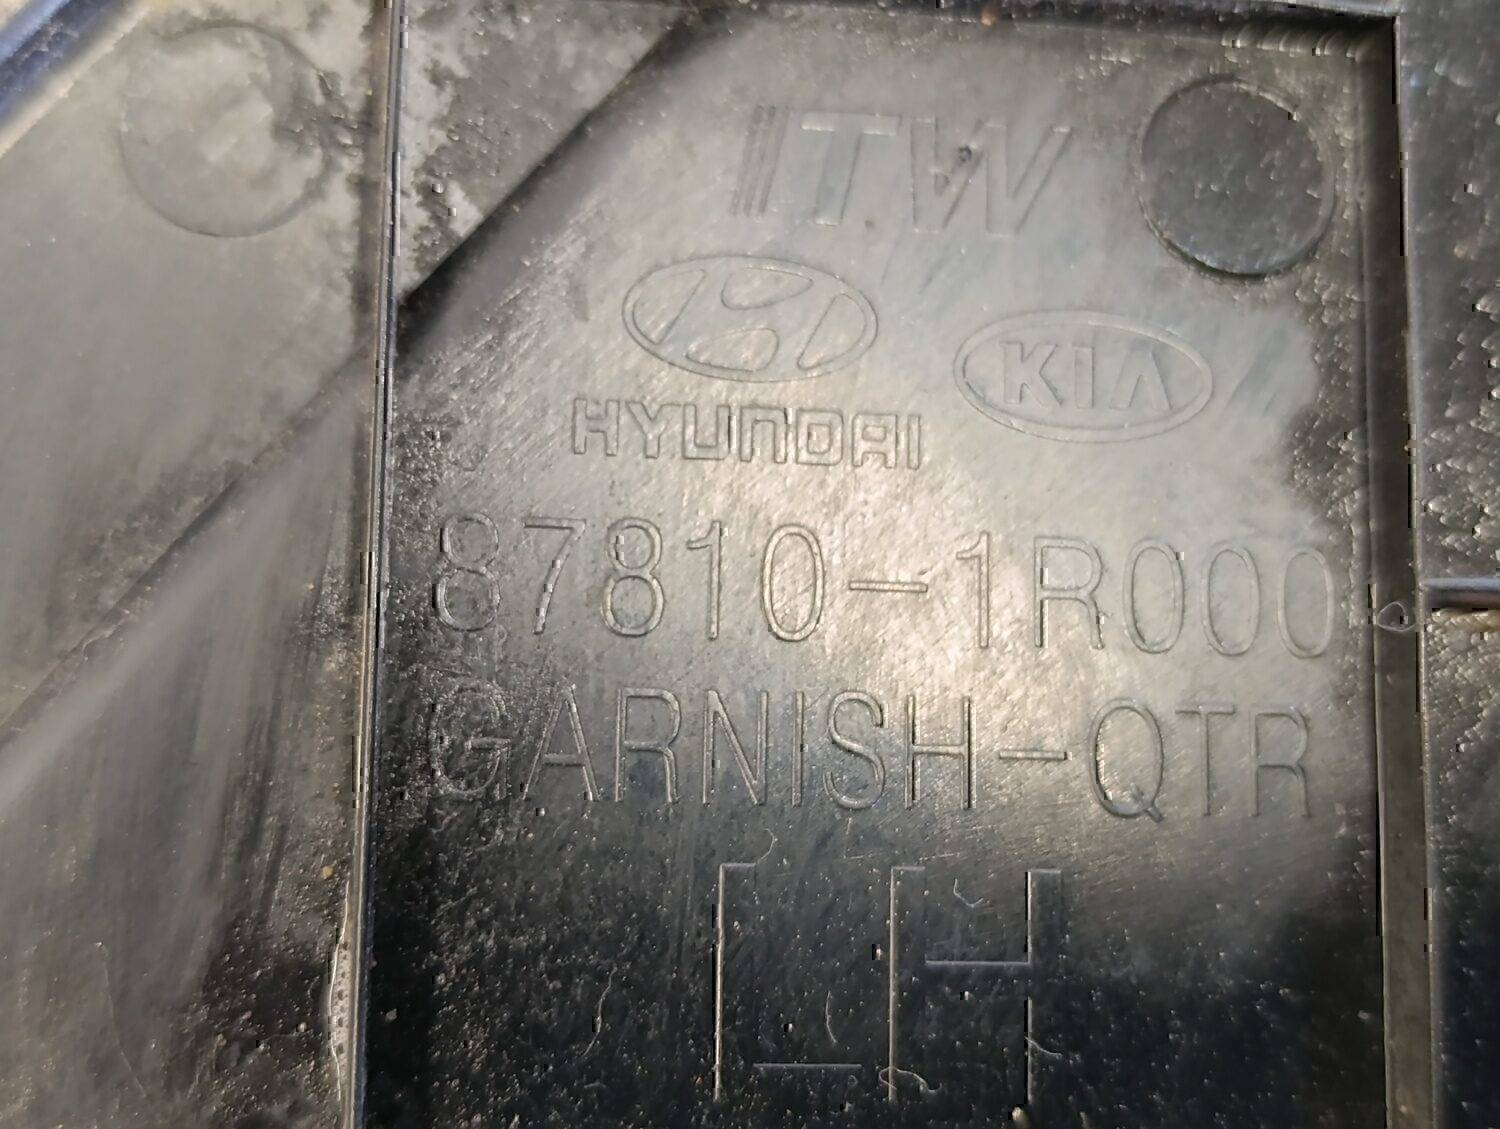 ITW
HYUNDAI
KIA
87810-1R000
GARNISH-QTR
LH